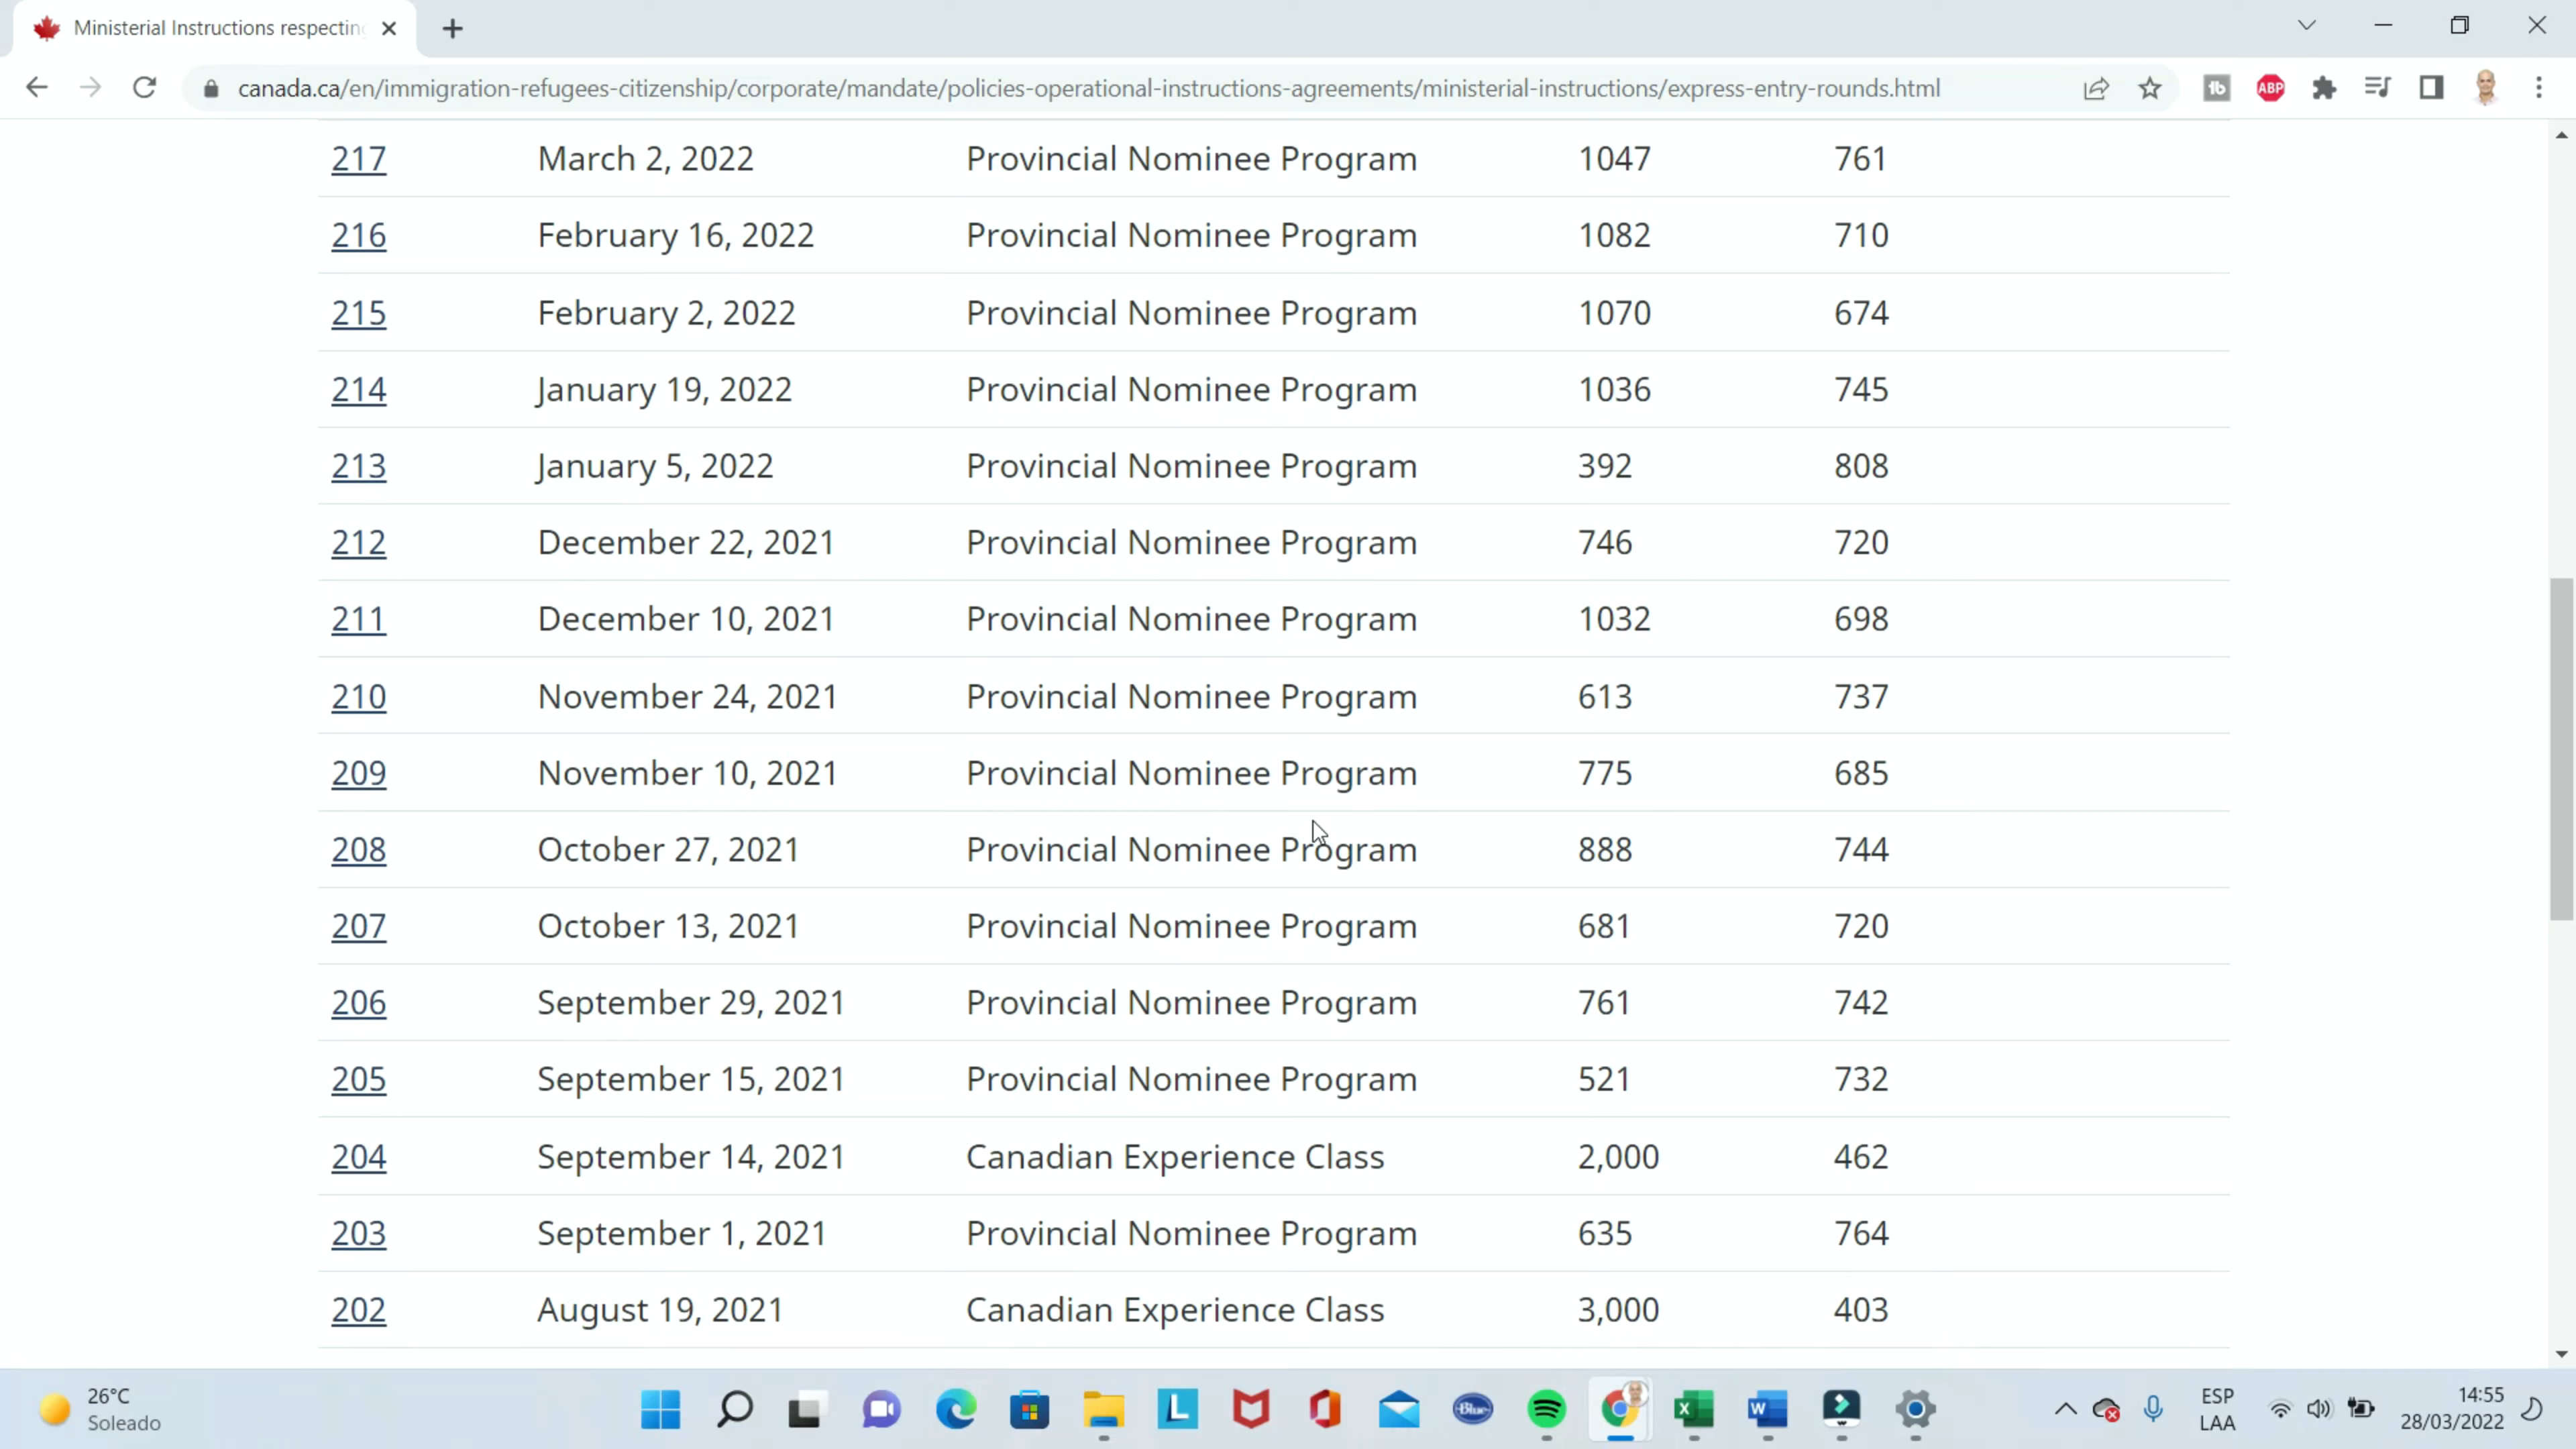 Ministerial Instructions respectin
canada.ca/en/immigration-refugees-citizenship/corporate/mandate/policies-operational-instructions-agreements/ministerial-instructions/express-entry-rounds.html
tb
ABP
217 March 2, 2022 Provincial Nominee Program 1047 761
216 February 16, 2022 Provincial Nominee Program 1082 710
215 February 2, 2022 Provincial Nominee Program 1070 674
214 January 19, 2022 Provincial Nominee Program 1036 745
213 January 5, 2022 Provincial Nominee Program 392 808
212 December 22, 2021 Provincial Nominee Program 746 720
211 December 10, 2021 Provincial Nominee Program 1032 698
210 November 24, 2021 Provincial Nominee Program 613 737
209 November 10, 2021 Provincial Nominee Program 775 685
208 October 27, 2021 Provincial Nominee Program 888 744
207 October 13, 2021 Provincial Nominee Program 681 720
206 September 29, 2021 Provincial Nominee Program 761 742
205 September 15, 2021 Provincial Nominee Program 521 732
204 September 14, 2021 Canadian Experience Class 2,000 462
203 September 1, 2021 Provincial Nominee Program 635 764
202 August 19, 2021 Canadian Experience Class 3,000 403
26°C
Soleado
L
Blue
X
W
ESP
LAA
14:55
28/03/2022